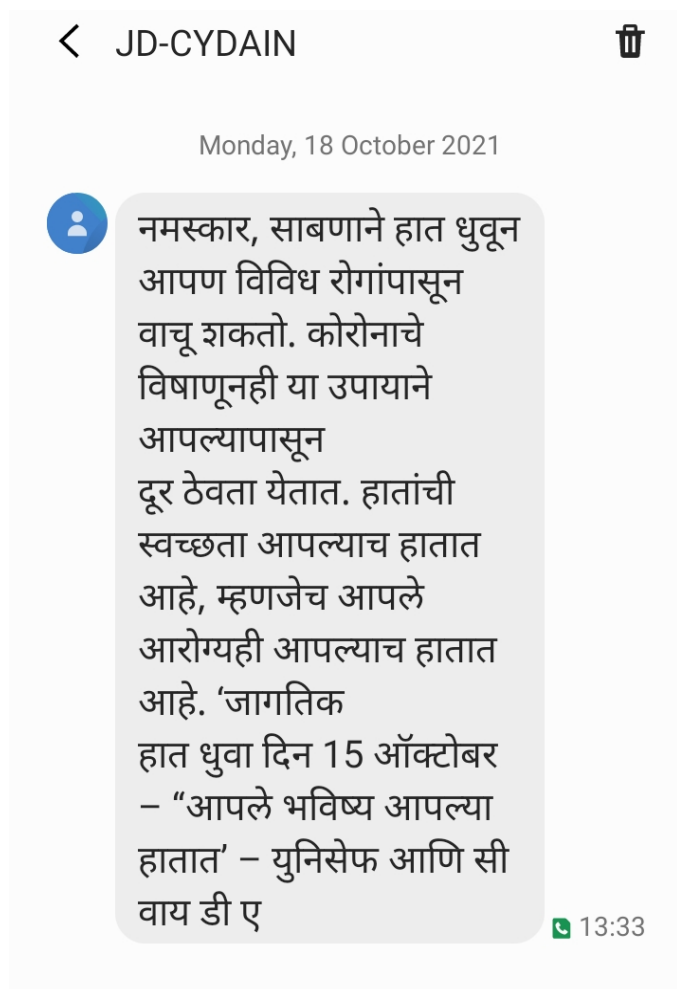 JD-CYDAIN
Monday, 18 October 2021
नमस्कार, साबणाने हात धुवून
आपण विविध रोगांपासून
वाचू शकतो. कोरोनाचे
विषाणूनही या उपायाने
आपल्यापासून
दूर ठेवता येतात. हातांची
स्वच्छता आपल्याच हातात
आहे, म्हणजेच आपले
आरोग्यही आपल्याच हातात
आहे. ‘जागतिक
हात धुवा दिन 15 ऑक्टोबर
– “आपले भविष्य आपल्या
हातात’ – युनिसेफ आणि सी
वाय डी ए
13:33